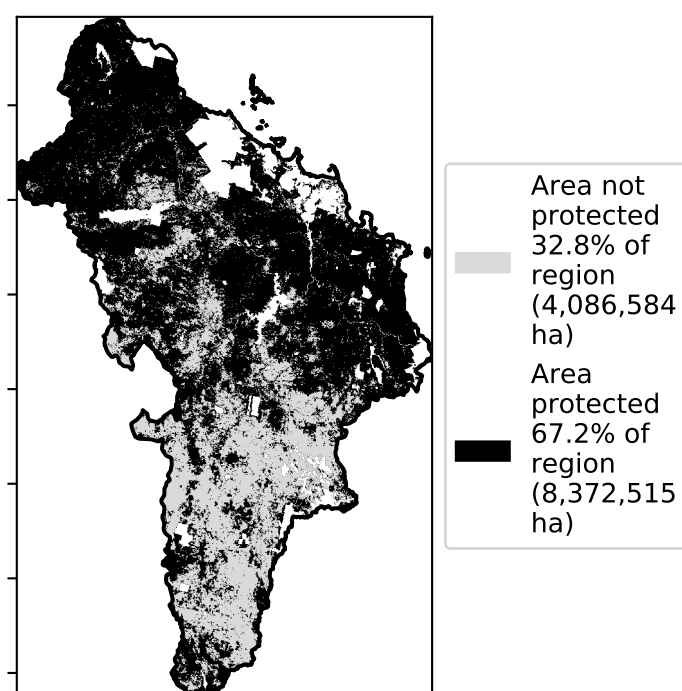 Area not
protected
32.8% of
region
(4,086,584
ha)
Area
protected
67.2% of
region
(8,372,515
ha)